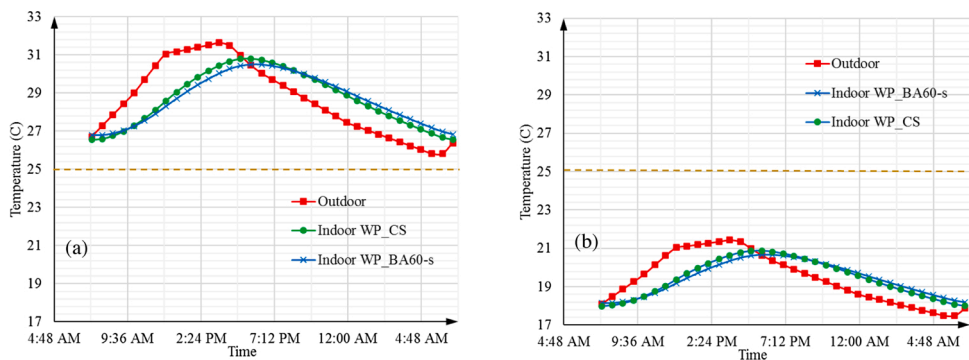 33
31
29
27
25
23
21
19
17
Temperature (C)
(a)
Outdoor
Indoor WP_CS
Indoor WP_BA60-s
4:48 AM 9:36 AM 2:24 PM 7:12 PM 12:00 AM 4:48 AM
Time
33
31
29
27
25
23
21
19
17
Temperature (C)
Outdoor
Indoor WP_BA60-s
Indoor WP_CS
(b)
4:48 AM 9:36 AM 2:24 PM 7:12 PM 12:00 AM 4:48 AM
Time